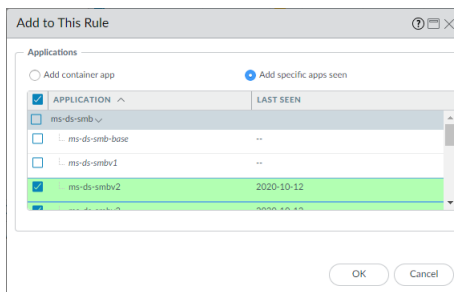 Add to This Rule
Applications
Add container app
Add specific apps seen
APPLICATION LAST SEEN
ms-ds-smb
ms-ds-smb-base --
ms-ds-smbv1 --
ms-ds-smbv2 2020-10-12
OK Cancel